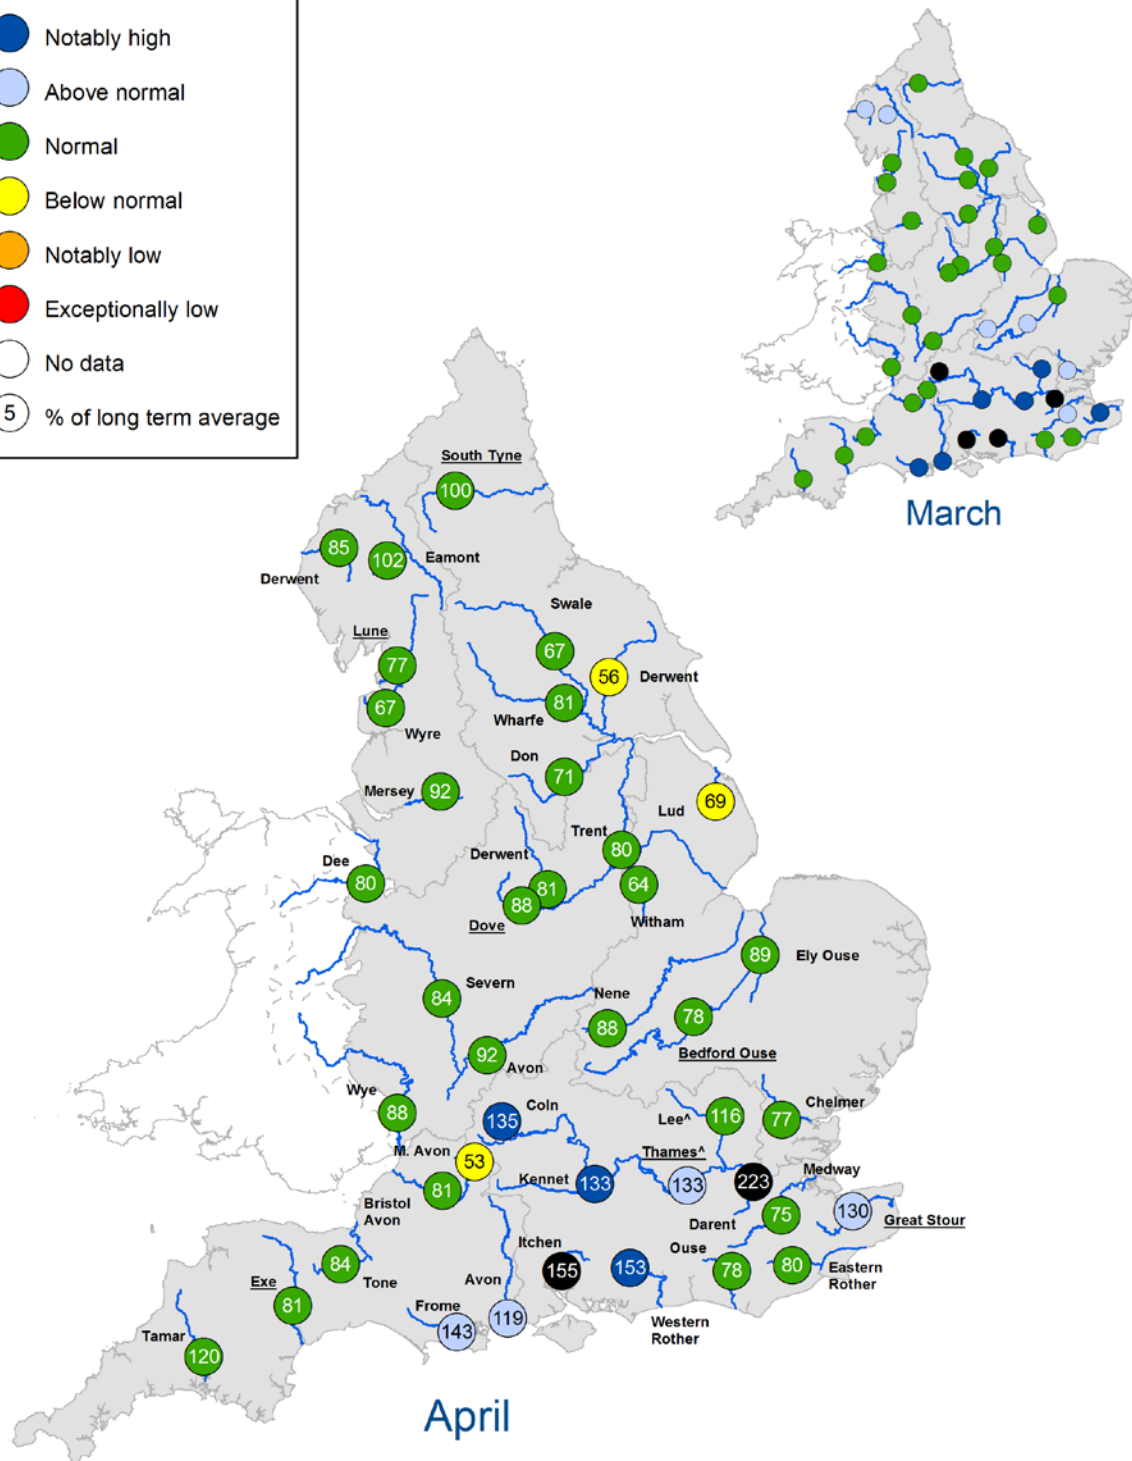 Notably high
Above normal
Normal
Below normal
Notably low
Exceptionally low
No data
5 % of long term average
March
South Tyne
100
85
102
Eamont
Derwent
Swale
Lune
67
77
56
Derwent
67
81
Wharfe
Wyre
Don
71
Mersey
92
69
Lud
Trent
80
Derwent
Dee
80
81
64
88
Dove
Witham
89
Ely Ouse
Severn
84
Nene
88
78
Bedford Ouse
92
Avon
Wye
88
Coln
135
Lee^
116
77
Chelmer
M. Avon
53
Thames^
Medway
Kennet
133
133
223
81
Bristol
Avon
Darent
75
130
Great Stour
Itchen
Ouse
84
Tone
155
153
78
80
Eastern
Rother
Exe
81
Avon
Frome
143
119
Western
Rother
Tamar
120
April